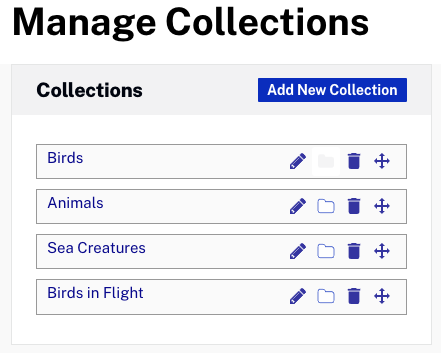 Manage Collections
Collections
Add New Collection
Birds
Animals
Sea Creatures
Birds in Flight